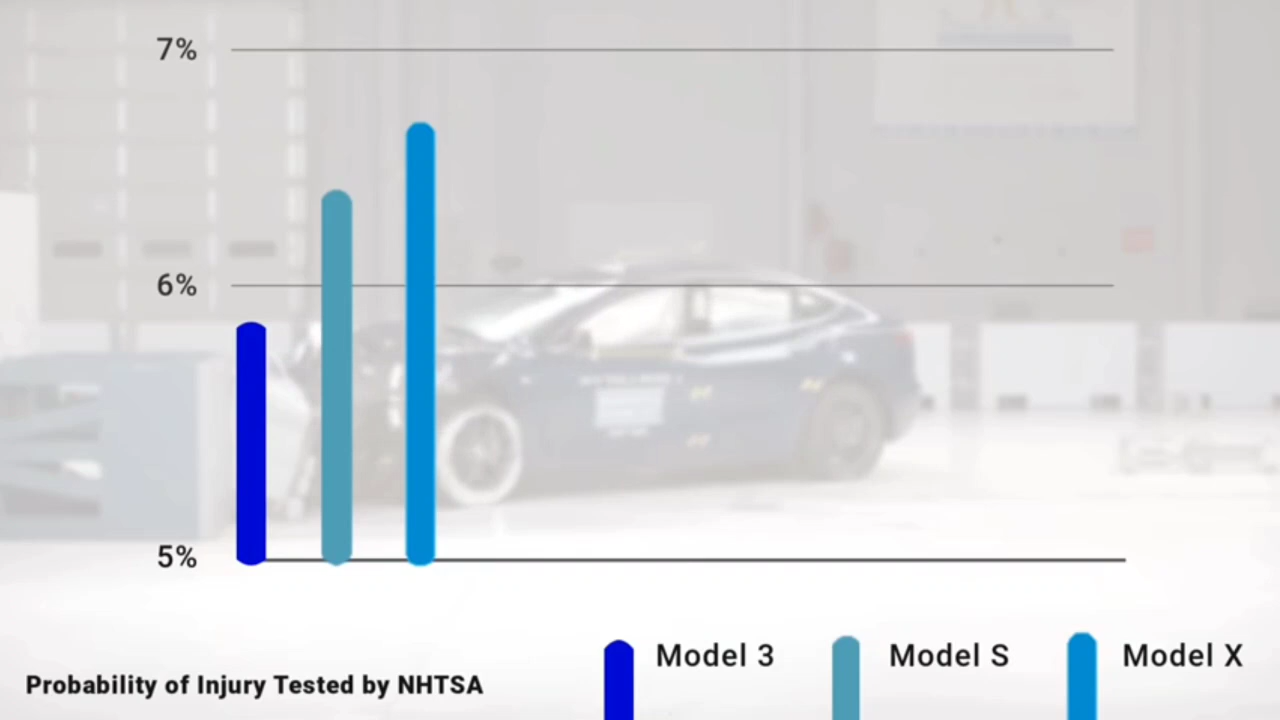 7%
6%
5%
Model 3
Model S
Model X
Probability of Injury Tested by NHTSA